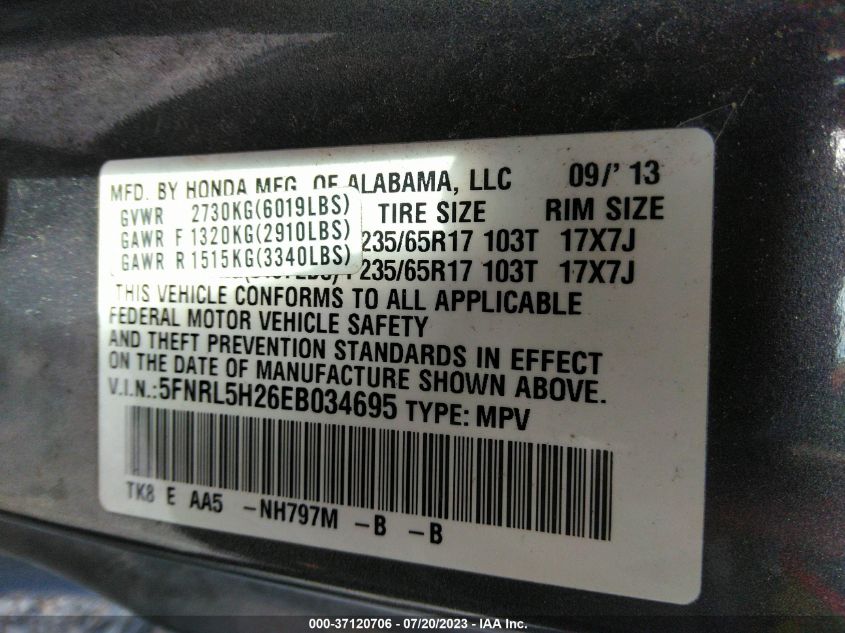 MFD. BY HONDA MFG. OF ALABAMA, LLC 09/' 13
GVWR 2730KG(6019LBS) TIRE SIZE RIM SIZE
GAWR F 1320KG(2910LBS) 235/65R17 103T 17X7J
GAWR R 1515KG(3340LBS) 235/65R17 103T 17X7J
THIS VEHICLE CONFORMS TO ALL APPLICABLE
FEDERAL MOTOR VEHICLE SAFETY
AND THEFT PREVENTION STANDARDS IN EFFECT
ON THE DATE OF MANUFACTURE SHOWN ABOVE.
V.I.N.:5FNRL5H26EB034695 TYPE: MPV
TK8 E AA5 -NH797M -B -B
000-37120706 / 07/20/2023 - IAA Inc.